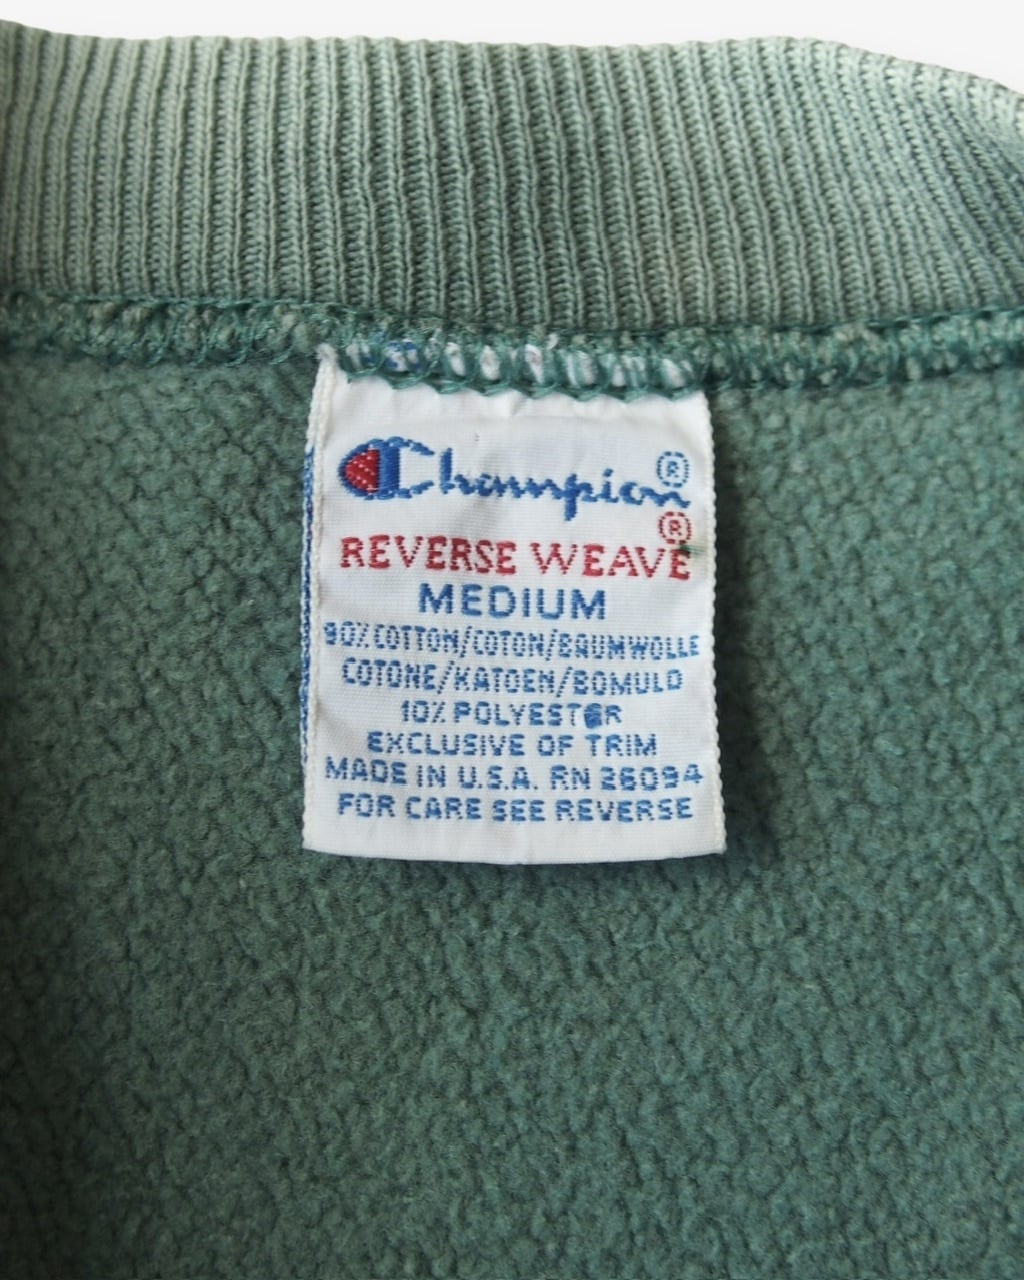 Champion®
REVERSE WEAVE®
MEDIUM
90% COTTON/COTON/BAUMWOLLE
COTONE/KATOEN/BOMULD
10% POLYESTER
EXCLUSIVE OF TRIM
MADE IN U.S.A. RN 26094
FOR CARE SEE REVERSE